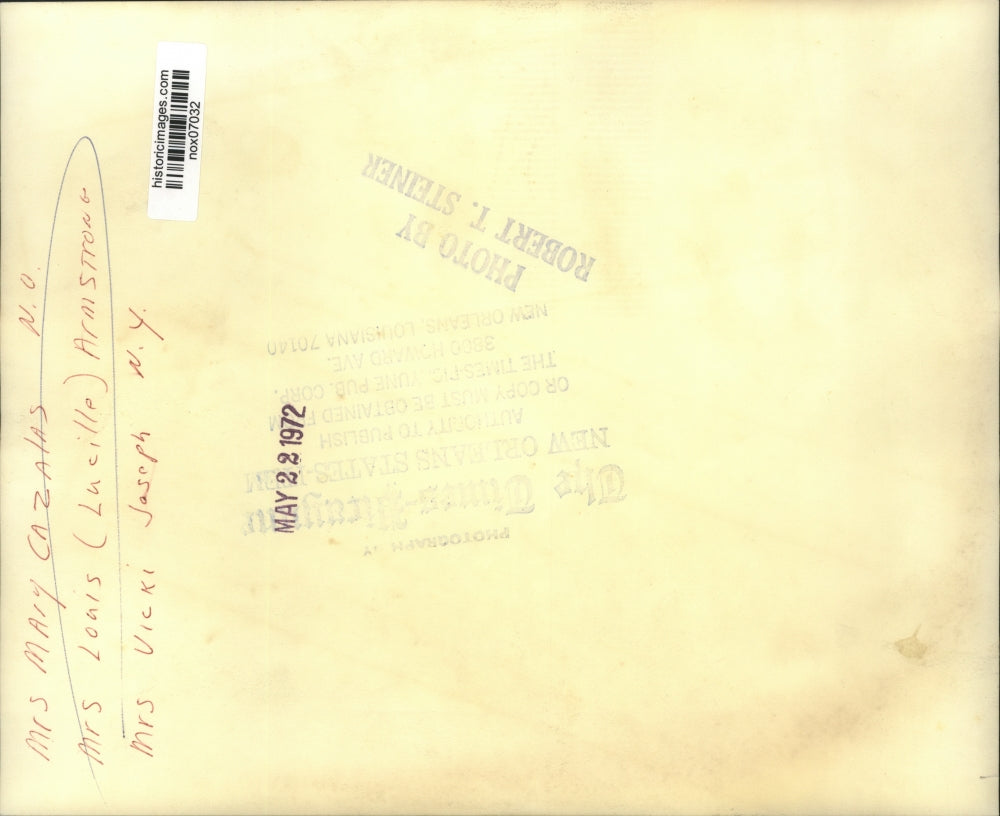 Mrs MAry CAZAlAS N.O.
Mrs Louis (Lucille) ArmSTrong
Mrs Vicki Joseph N.Y.
historicimages.com
nox07032
MAY 22 1972
PHOTO BY
ROBERT T. STEINER
PHOTOGRAPH BY
The Times-Picayune
NEW ORLEANS STATES-ITEM
AUTHORITY TO PUBLISH
OR COPY MUST BE OBTAINED FROM
THE TIMES-PICAYUNE PUB. CORP.
3800 HOWARD AVE.
NEW ORLEANS, LOUISIANA 70140